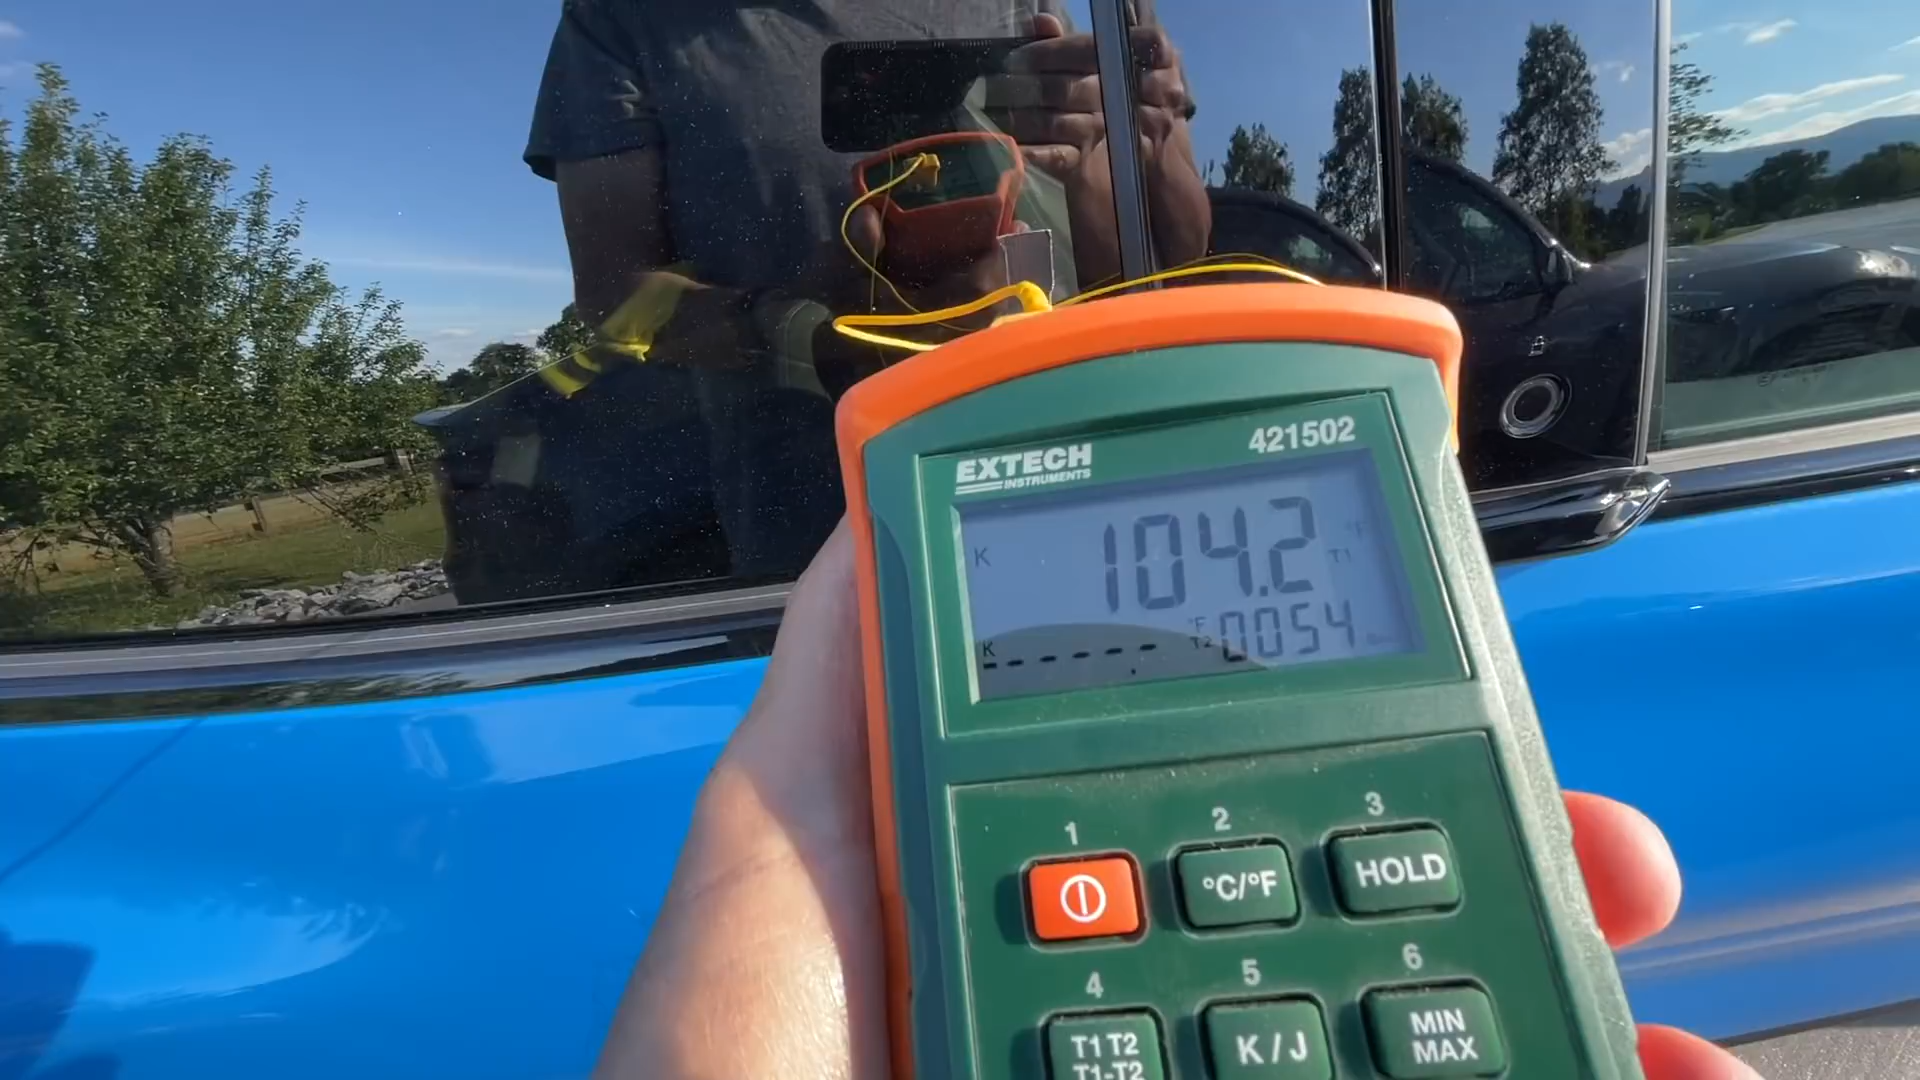 421502
EXTECH
INSTRUMENTS
K 104.2 °F T1
K ------ °F T2 0054
1 2 3
°C/°F HOLD
4 5 6
T1 T2
T1-T2
K / J
MIN
MAX